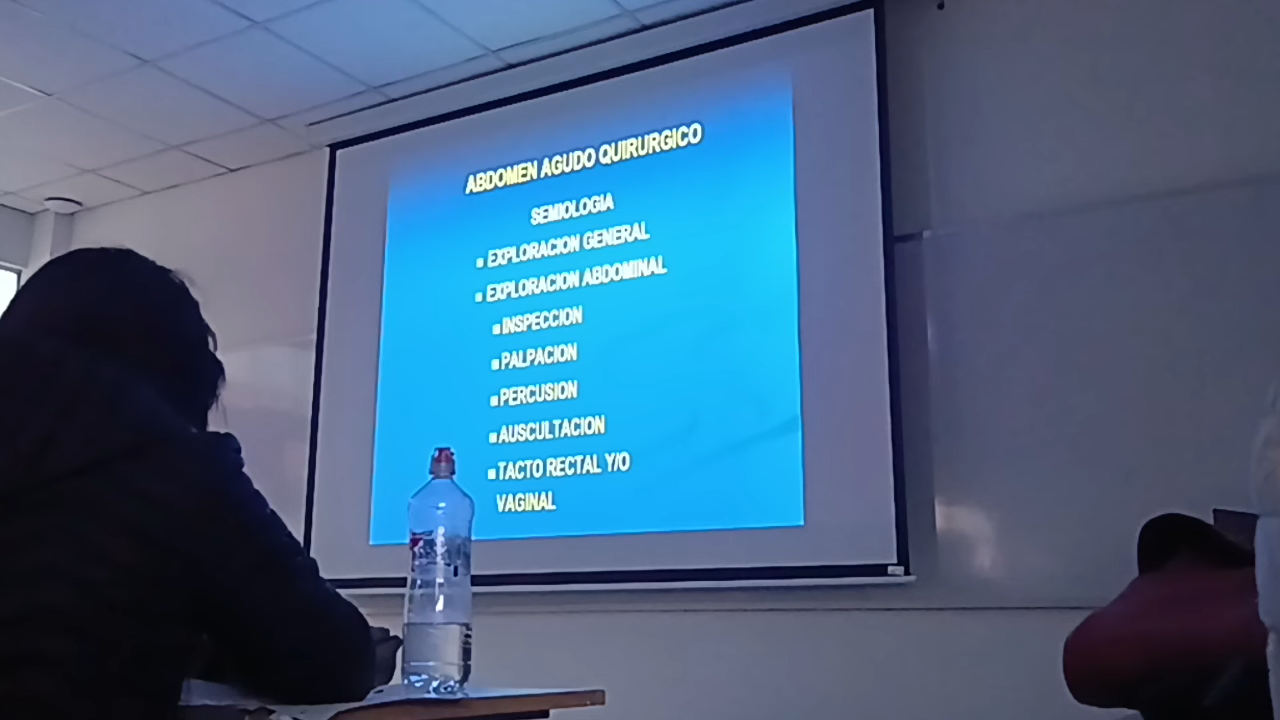 ABDOMEN AGUDO QUIRURGICO
SEMIOLOGIA
EXPLORACION GENERAL
EXPLORACION ABDOMINAL
INSPECCION
PALPACION
PERCUSION
AUSCULTACION
TACTO RECTAL Y/O
VAGINAL